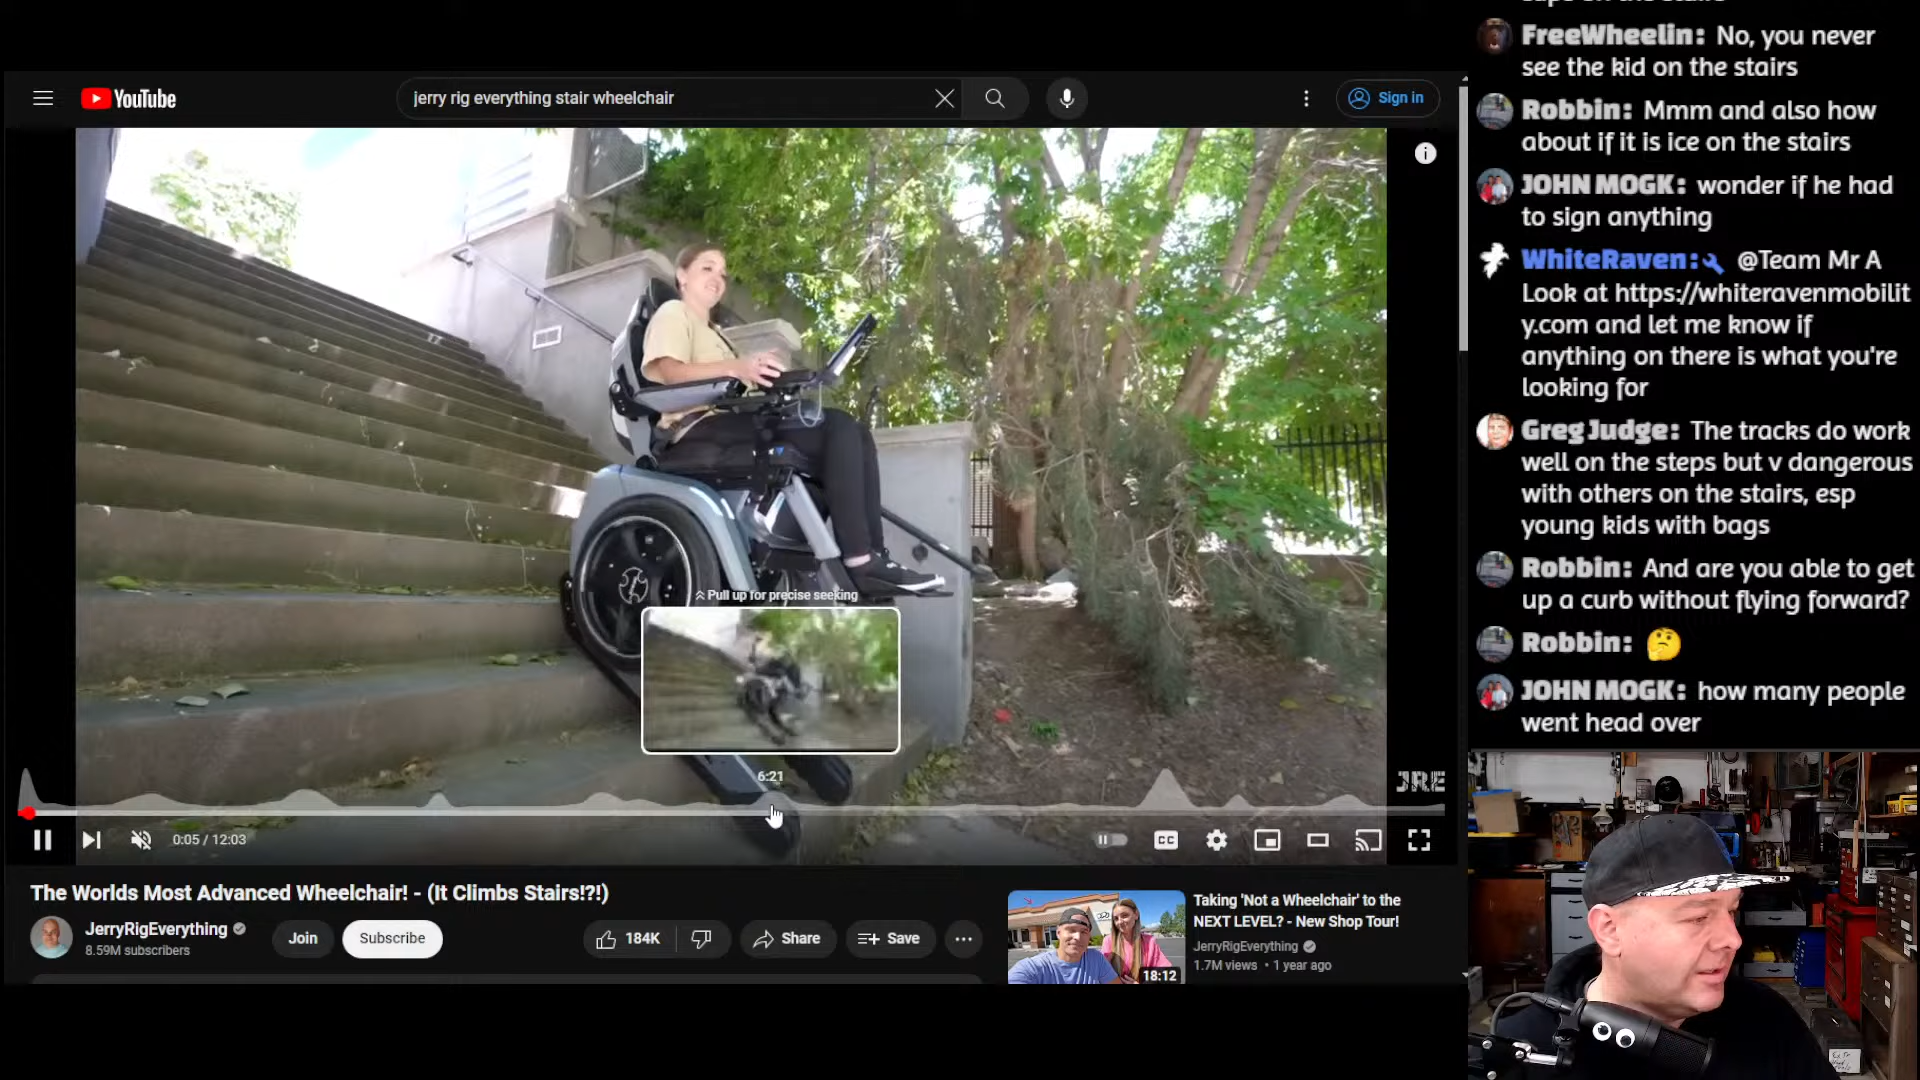 YouTube
jerry rig everything stair wheelchair
Sign in
Pull up for precise seeking
6:21
JRE
0:05 / 12:03
CC
The Worlds Most Advanced Wheelchair! - (It Climbs Stairs!?!)
JerryRigEverything
8.59M subscribers
Join
Subscribe
184K
Share
Save
Taking 'Not a Wheelchair' to the
NEXT LEVEL? - New Shop Tour!
JerryRigEverything
1.7M views • 1 year ago
18:12
FreeWheelin: No, you never
see the kid on the stairs
Robbin: Mmm and also how
about if it is ice on the stairs
JOHN MOGK: wonder if he had
to sign anything
WhiteRaven: @Team Mr A
Look at https://whiteravenmobilit
y.com and let me know if
anything on there is what you're
looking for
Greg Judge: The tracks do work
well on the steps but v dangerous
with others on the stairs, esp
young kids with bags
Robbin: And are you able to get
up a curb without flying forward?
Robbin: 🤔
JOHN MOGK: how many people
went head over